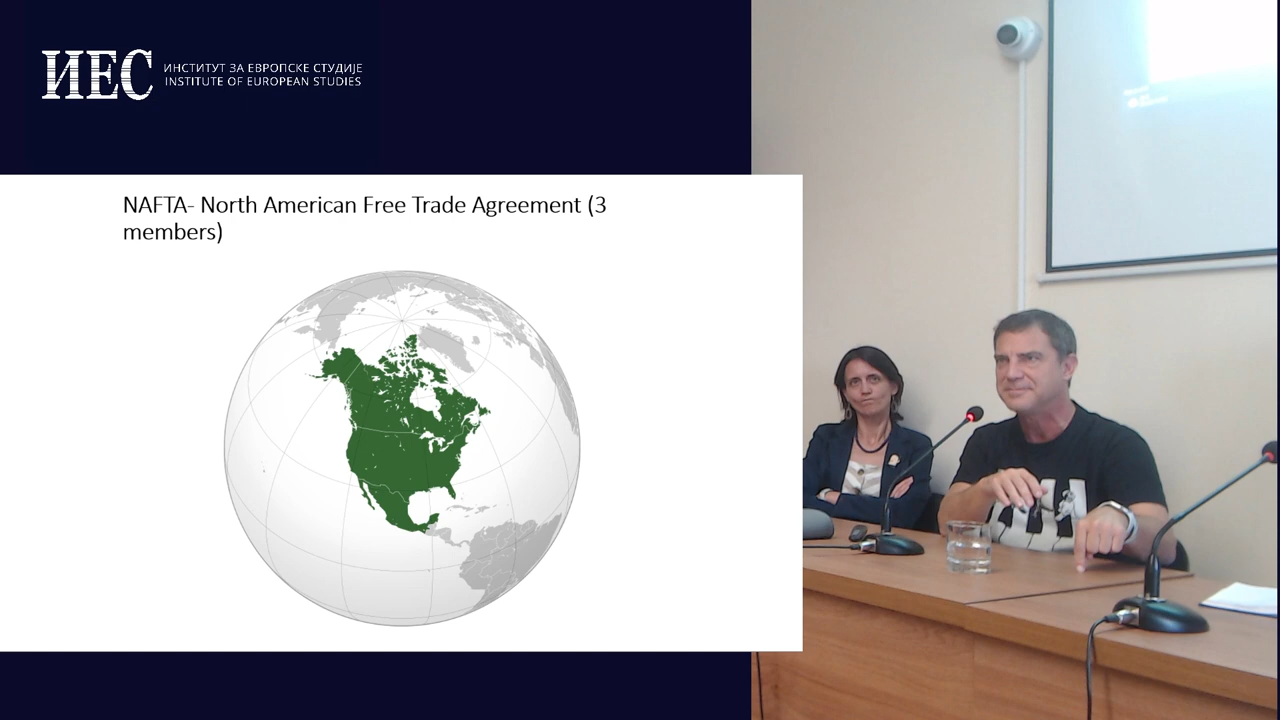 ИЕС
ИНСТИТУТ ЗА ЕВРОПСКЕ СТУДИЈЕ
INSTITUTE OF EUROPEAN STUDIES
NAFTA- North American Free Trade Agreement (3
members)